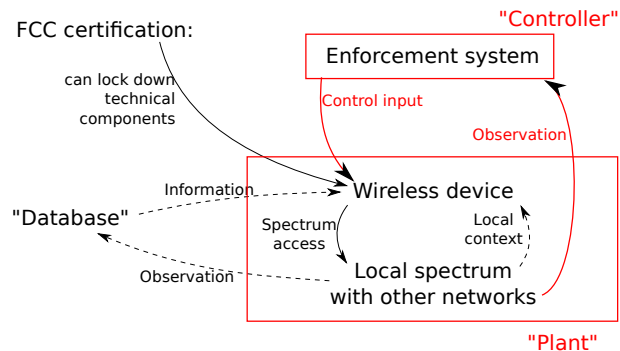 "Controller"
FCC certification:
Enforcement system
can lock down
technical
components
Control input
Observation
Information
Wireless device
"Database"
Spectrum
access
Local
context
Observation
Local spectrum
with other networks
"Plant"